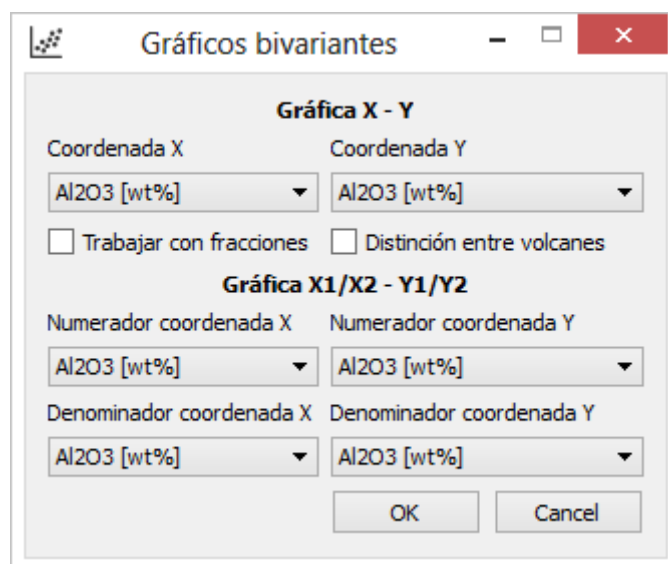 Gráficos bivariantes
Gráfica X - Y
Coordenada X Coordenada Y
Al2O3 [wt%] Al2O3 [wt%]
Trabajar con fracciones Distinción entre volcanes
Gráfica X1/X2 - Y1/Y2
Numerador coordenada X Numerador coordenada Y
Al2O3 [wt%] Al2O3 [wt%]
Denominador coordenada X Denominador coordenada Y
Al2O3 [wt%] Al2O3 [wt%]
OK Cancel